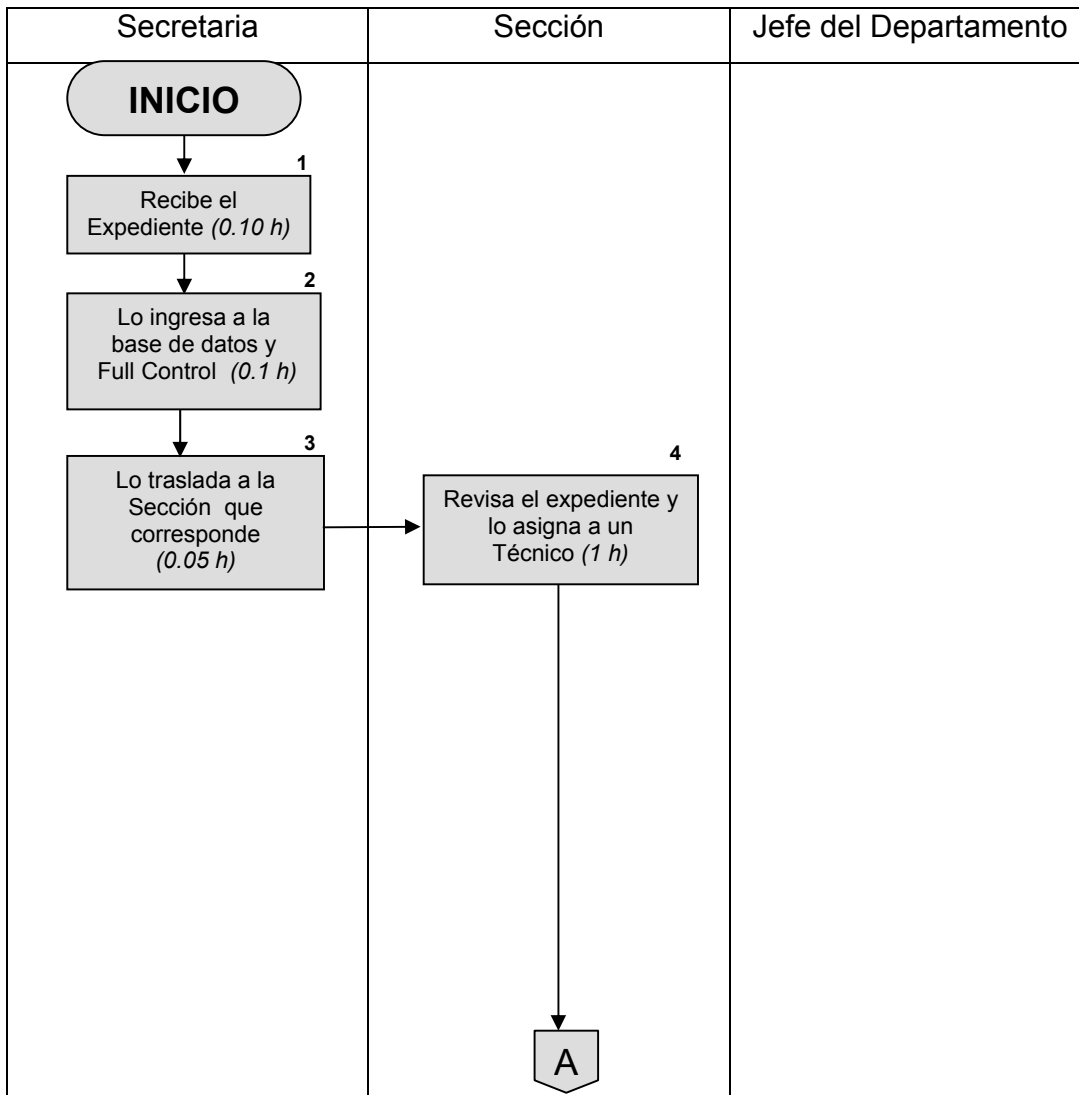 Secretaria
Sección
Jefe del Departamento
INICIO
1
Recibe el
Expediente (0.10 h)
2
Lo ingresa a la
base de datos y
Full Control (0.1 h)
3
Lo traslada a la
Sección que
corresponde
(0.05 h)
4
Revisa el expediente y
lo asigna a un
Técnico (1 h)
A